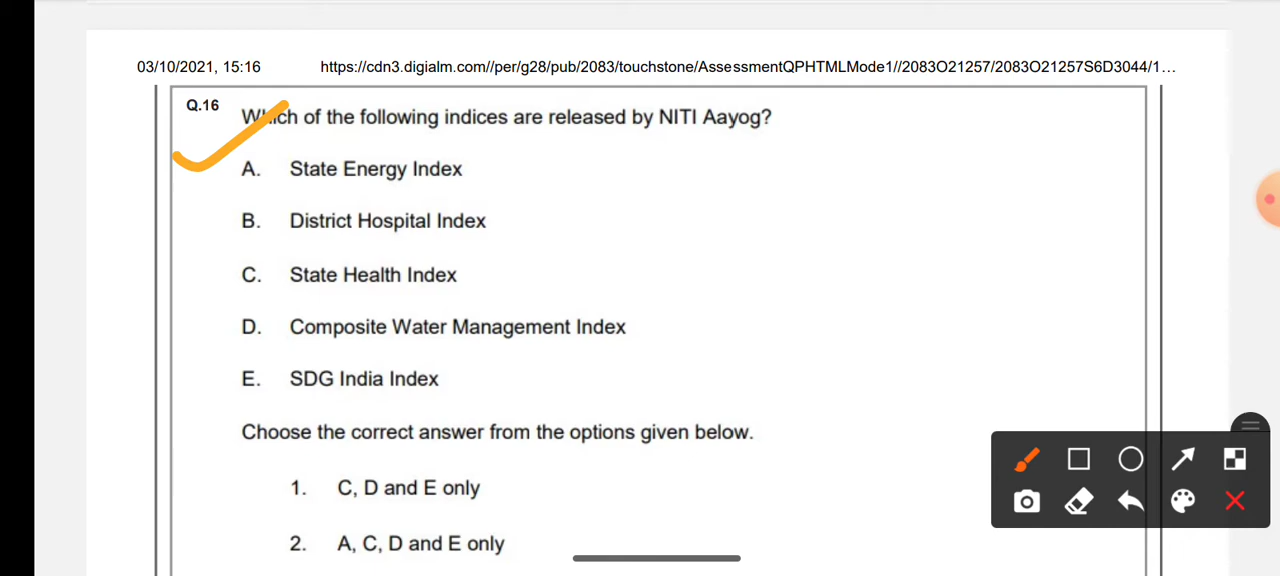 03/10/2021, 15:16 https://cdn3.digialm.com//per/g28/pub/2083/touchstone/AssessmentQPHTMLMode1//2083O21257/2083O21257S6D3044/1…
Q.16 Which of the following indices are released by NITI Aayog?
A. State Energy Index
B. District Hospital Index
C. State Health Index
D. Composite Water Management Index
E. SDG India Index
Choose the correct answer from the options given below.
1. C, D and E only
2. A, C, D and E only